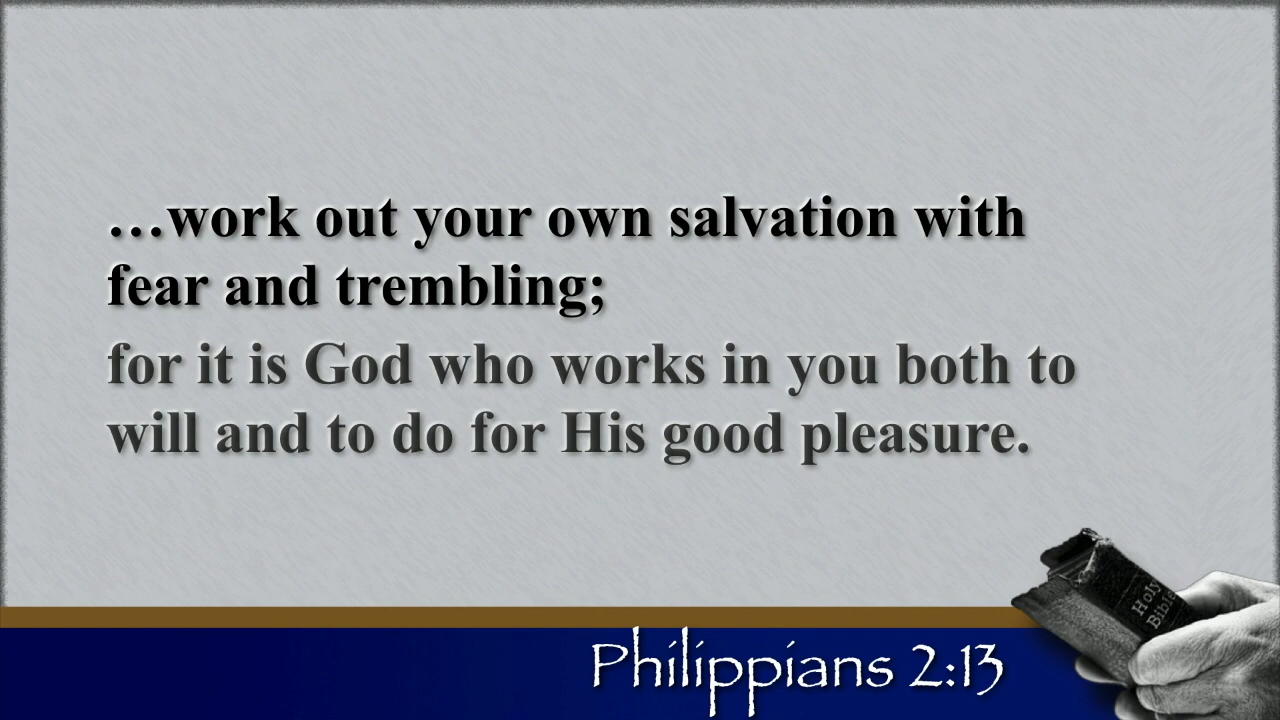 …work out your own salvation with
fear and trembling;
for it is God who works in you both to
will and to do for His good pleasure.
Holy
Bible
Philippians 2:13